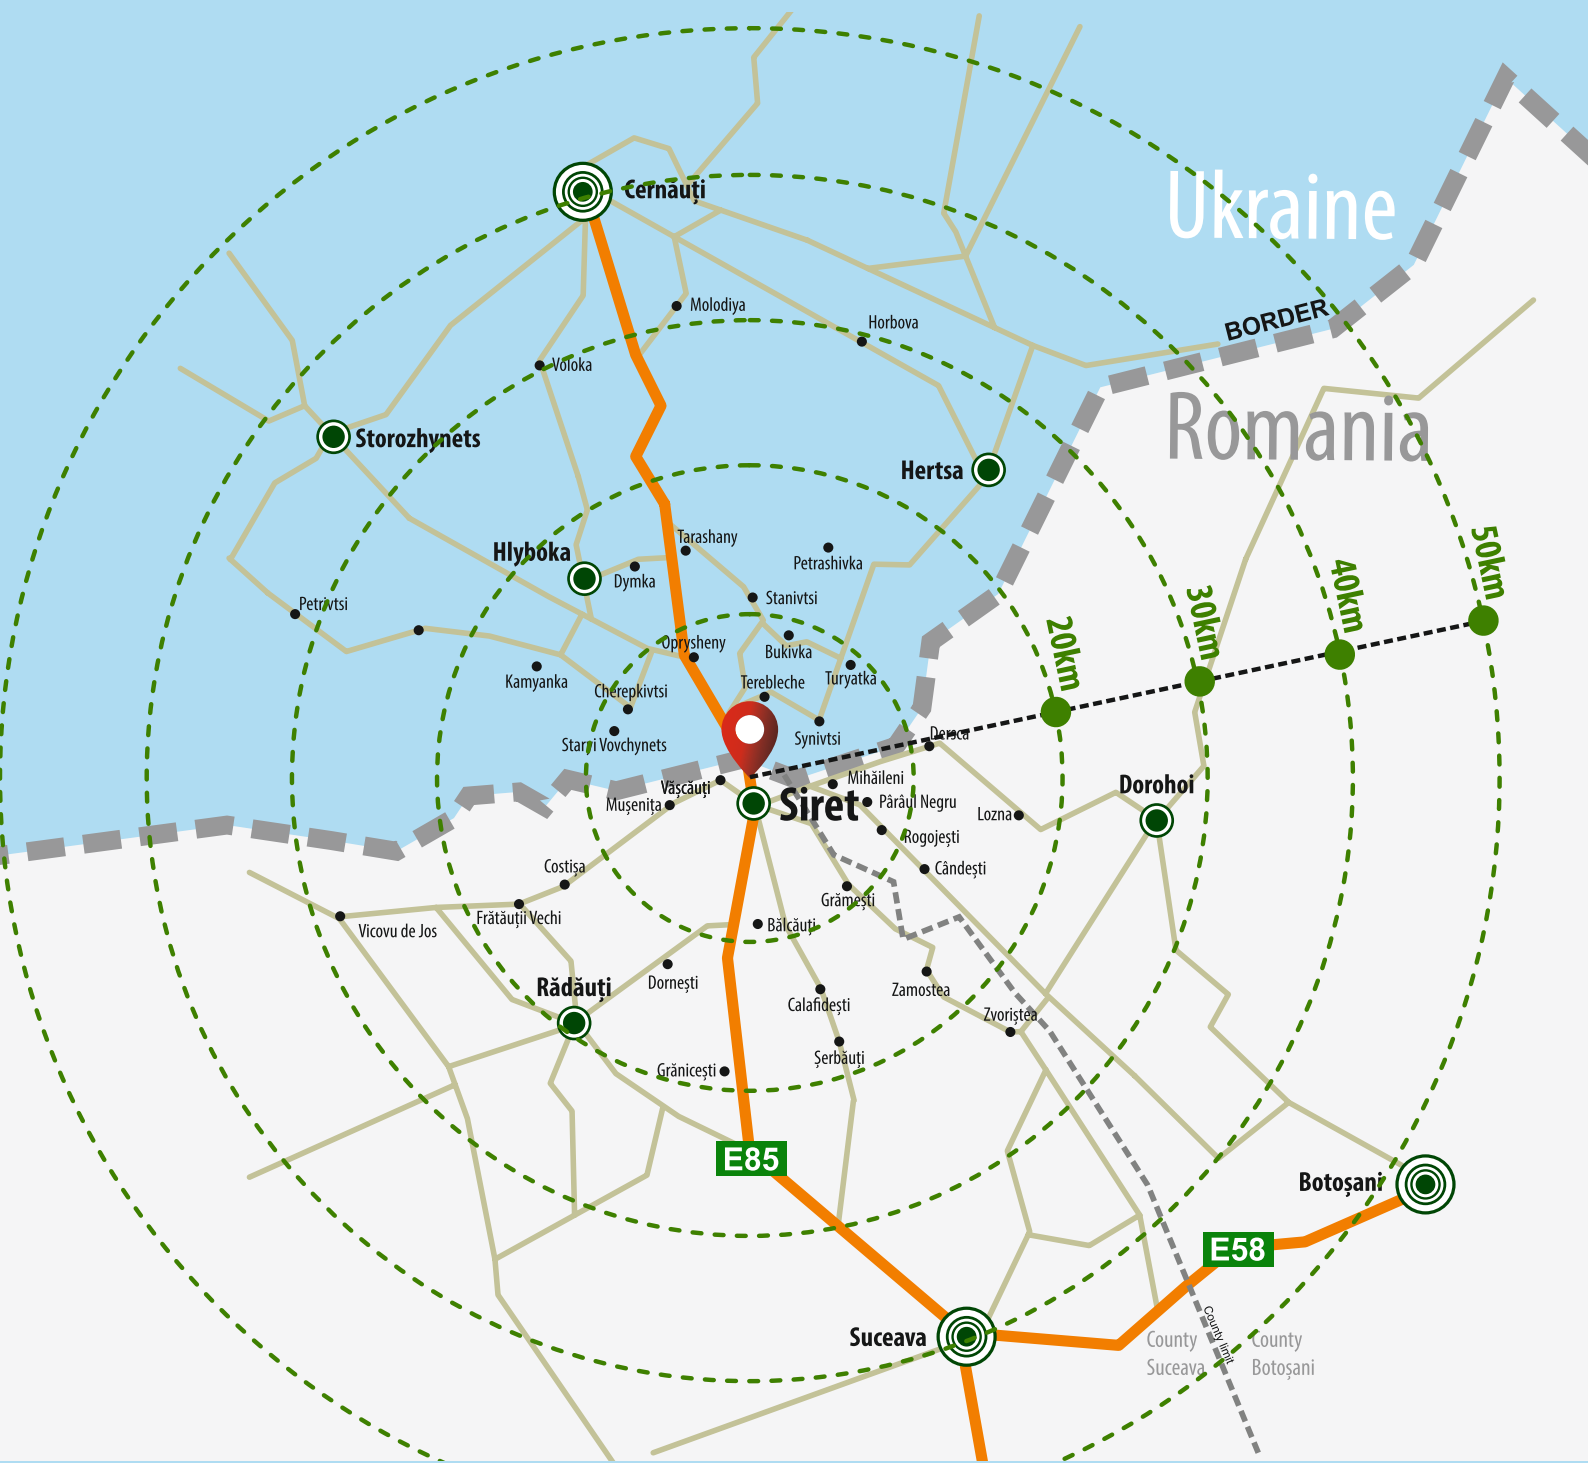 Ukraine
Cernăuți
Molodiya
BORDER
Horbova
Voloka
Romania
Storozhynets
Hertsa
Tarashany
Hlyboka
Petrashivka
50km
Dymka
40km
Stanivtsi
30km
Petrivtsi
20km
Oprysheny
Bukivka
Kamyanka
Terebleche
Turyatka
Cherepkivtsi
Starri Vovchynets
Synivtsi
Dersca
Vășcăuți
Mihăileni
Dorohoi
Mușenița
Siret
Pârâul Negru
Lozna
Rogojești
Costișa
Cândești
Grămești
Frătăuții Vechi
Vicovu de Jos
Bălcăuți
Rădăuți
Dornești
Zamostea
Calafidești
Zvoriștea
Șerbăuți
Grănicești
E85
Botoșani
E58
Suceava
County
Suceava
County limit
County
Botoșani